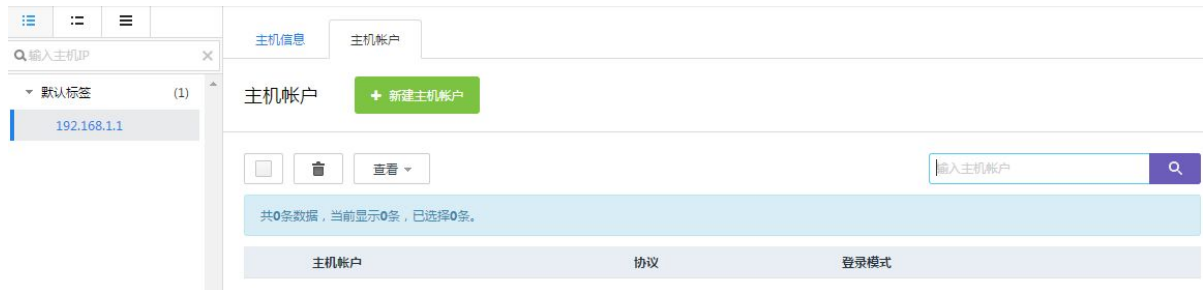 输入主机IP
默认标签 (1)
192.168.1.1
主机信息 主机帐户
主机帐户 + 新建主机帐户
查看
输入主机帐户
共0条数据，当前显示0条，已选择0条。
主机帐户 协议 登录模式